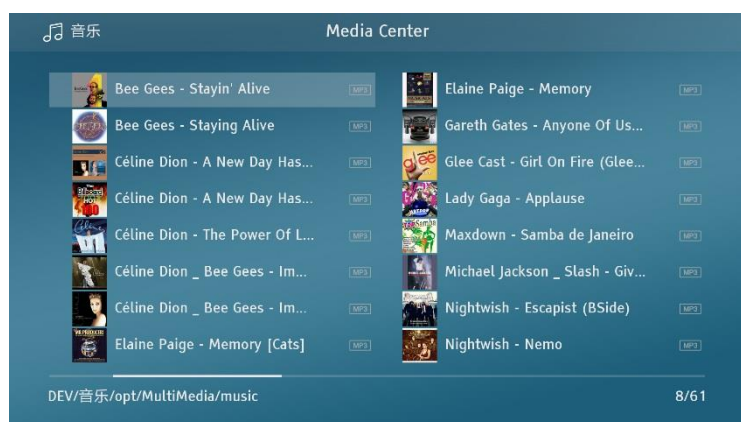 音乐
Media Center
Bee Gees - Stayin' Alive MP3
Bee Gees - Staying Alive MP3
Céline Dion - A New Day Has... MP3
Céline Dion - A New Day Has... MP3
Céline Dion - The Power Of L... MP3
Céline Dion _ Bee Gees - Im... MP3
Céline Dion _ Bee Gees - Im... MP3
Elaine Paige - Memory [Cats] MP3
Elaine Paige - Memory MP3
Gareth Gates - Anyone Of Us... MP3
Glee Cast - Girl On Fire (Glee... MP3
Lady Gaga - Applause MP3
Maxdown - Samba de Janeiro MP3
Michael Jackson _ Slash - Giv... MP3
Nightwish - Escapist (BSide) MP3
Nightwish - Nemo MP3
DEV/音乐/opt/MultiMedia/music
8/61